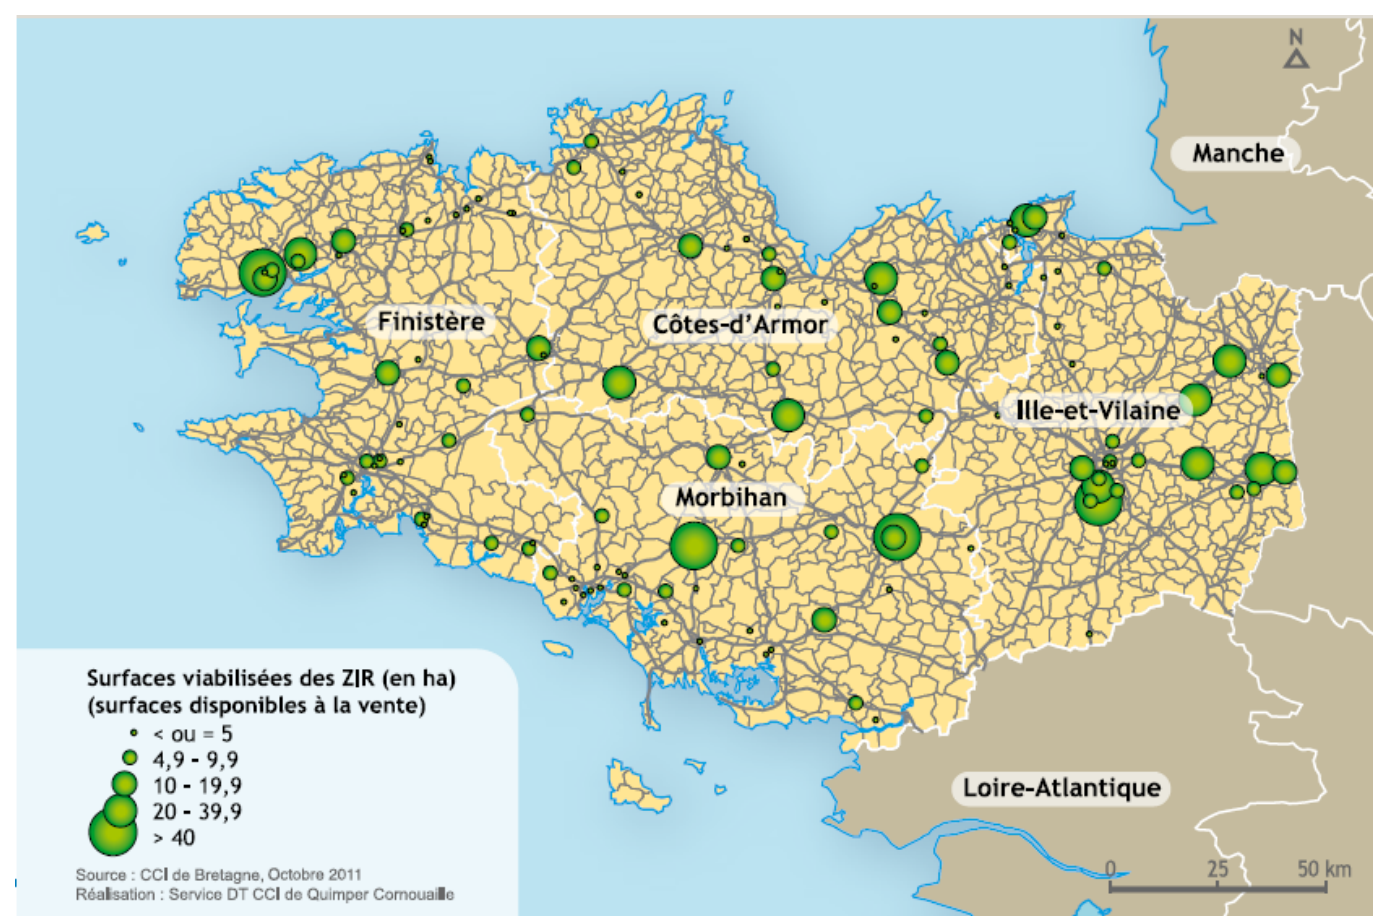 N
Manche
Finistère
Côtes-d'Armor
Ille-et-Vilaine
Morbihan
Surfaces viabilisées des ZIR (en ha)
(surfaces disponibles à la vente)
< ou = 5
4,9 - 9,9
10 - 19,9
20 - 39,9
> 40
Loire-Atlantique
Source : CCI de Bretagne, Octobre 2011
Réalisation : Service DT CCI de Quimper Cornouaille
0 25 50 km